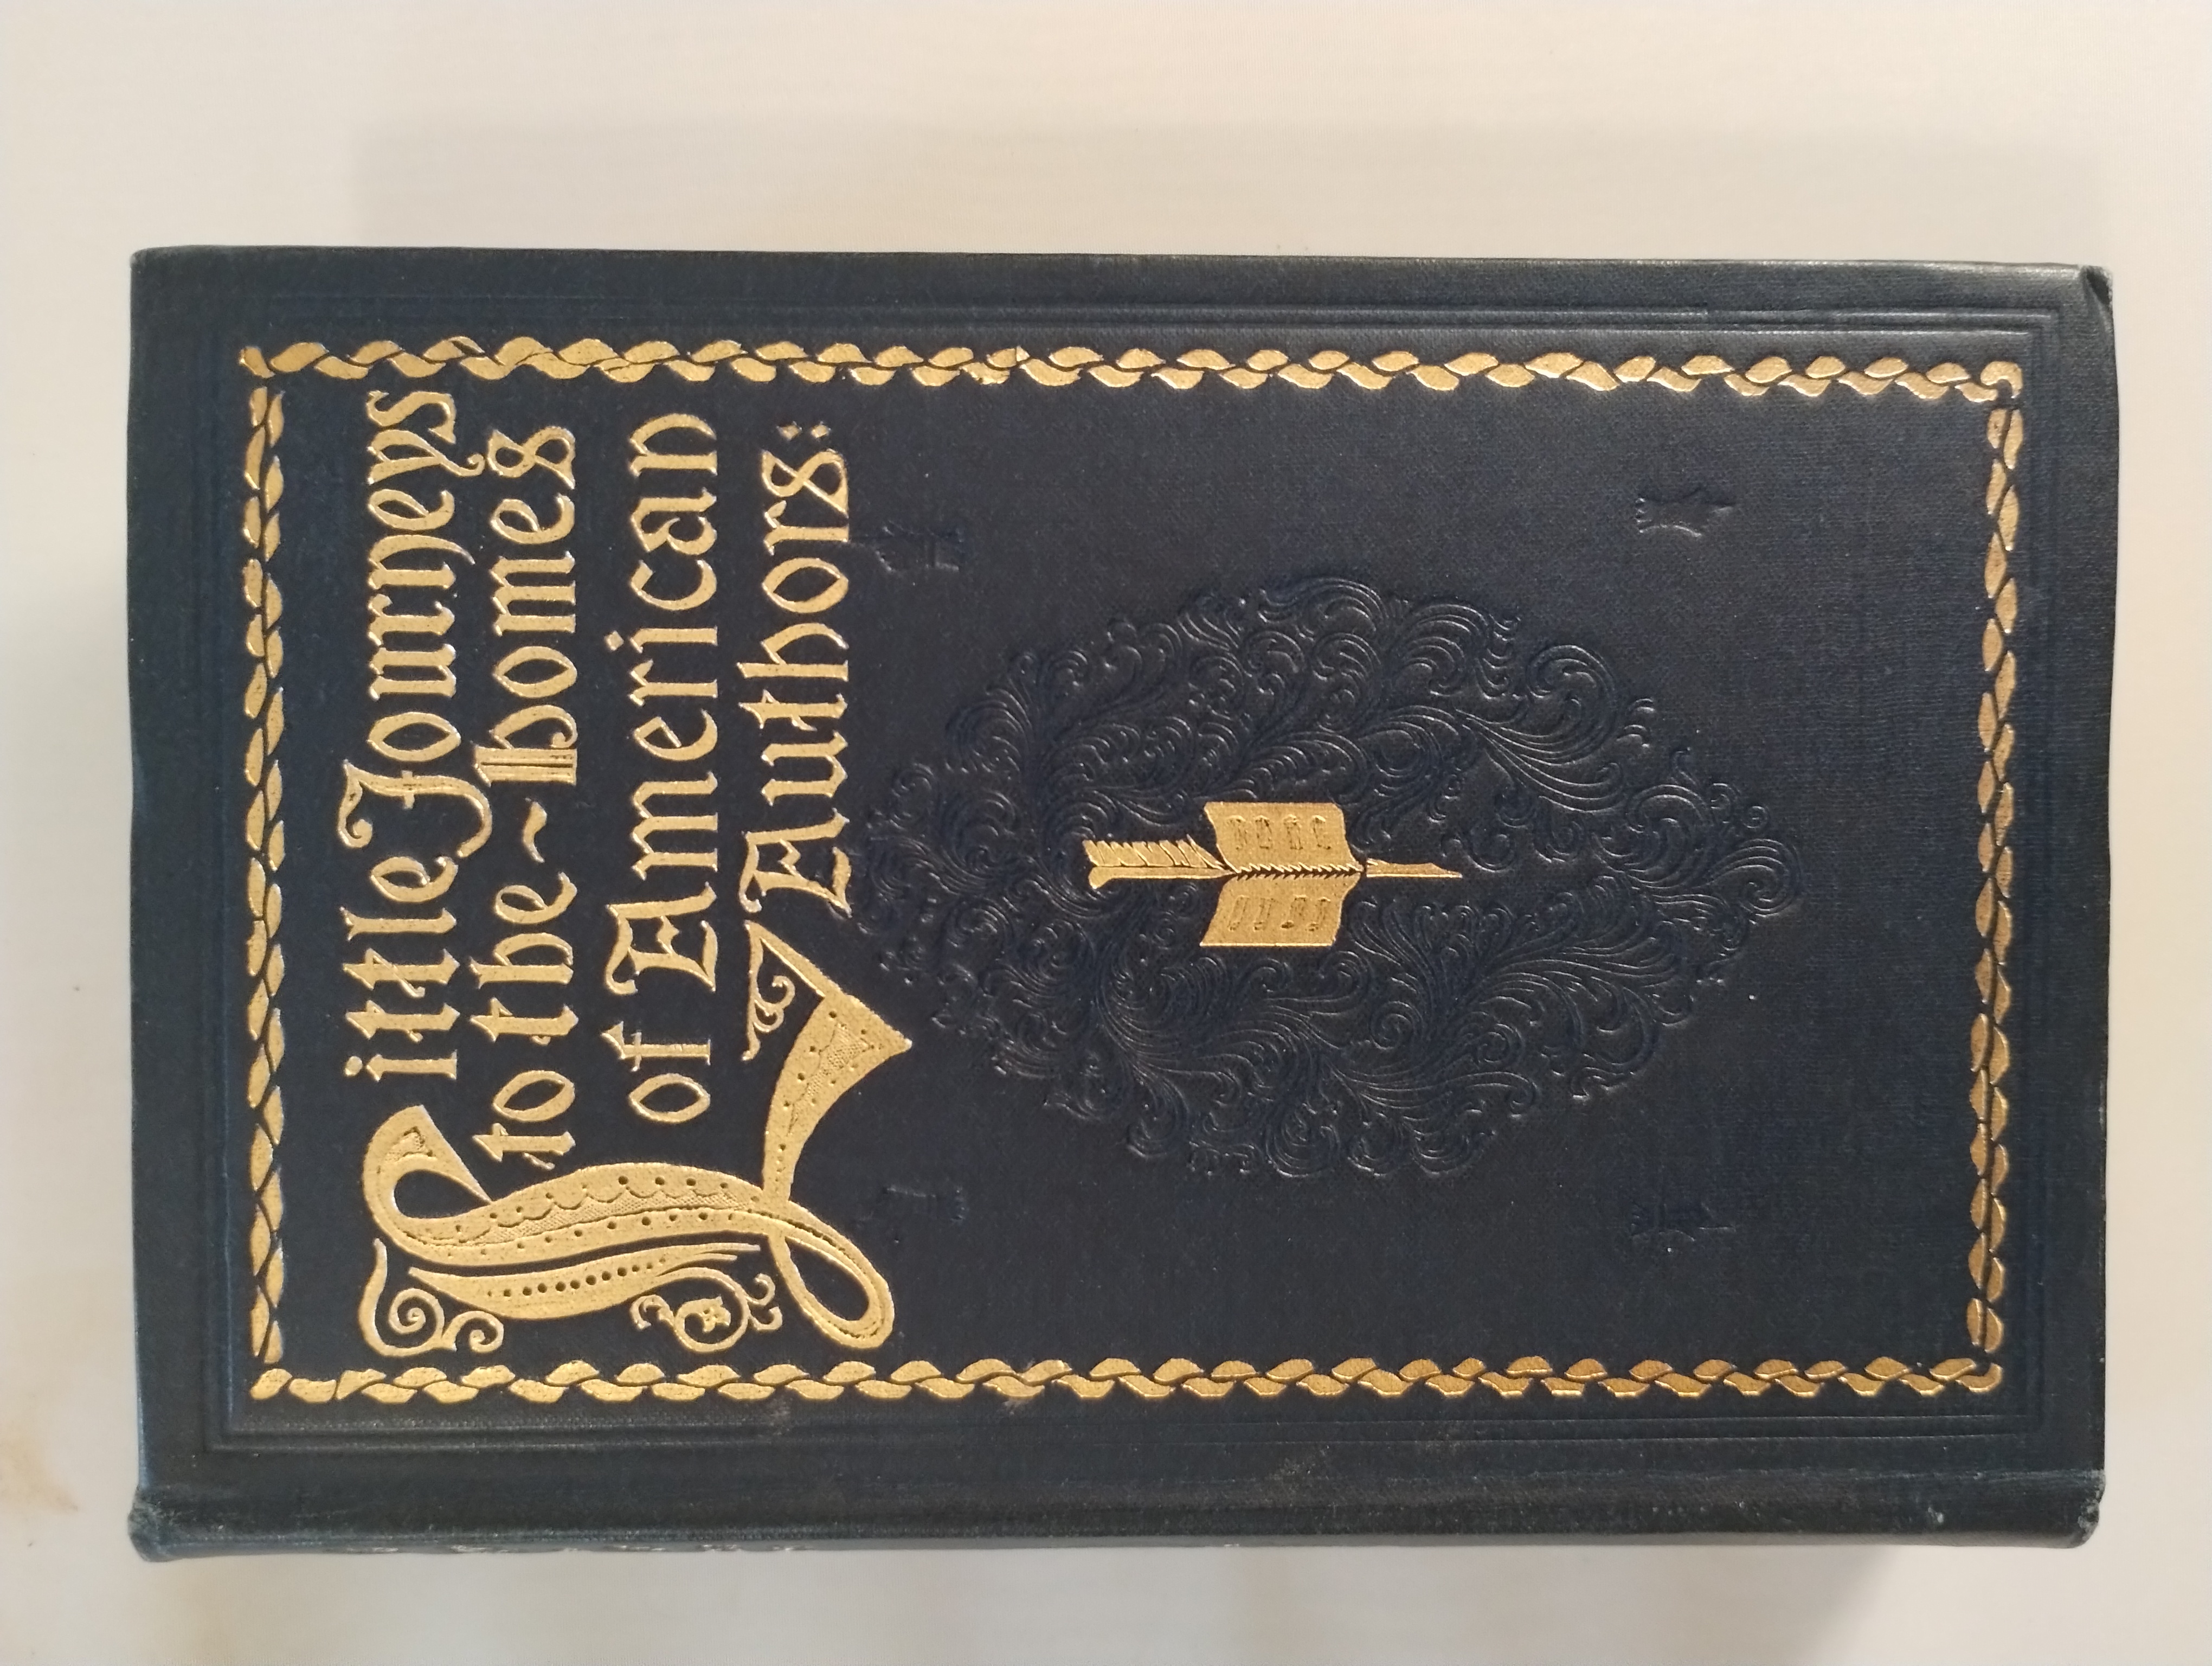 Little Journeys
to the ~ Homes
of American
Authors: